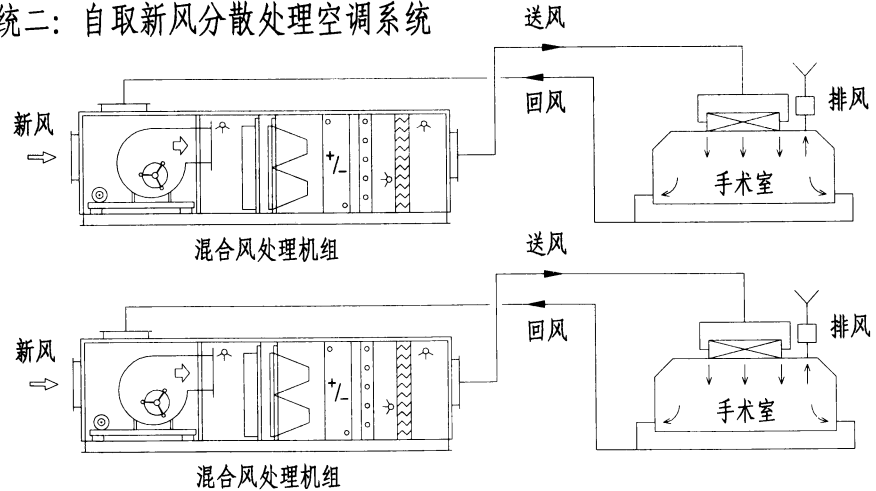 统二：自取新风分散处理空调系统
送风
新风
回风
排风
+/-
手术室
混合风处理机组
送风
新风
回风
排风
+/-
手术室
混合风处理机组